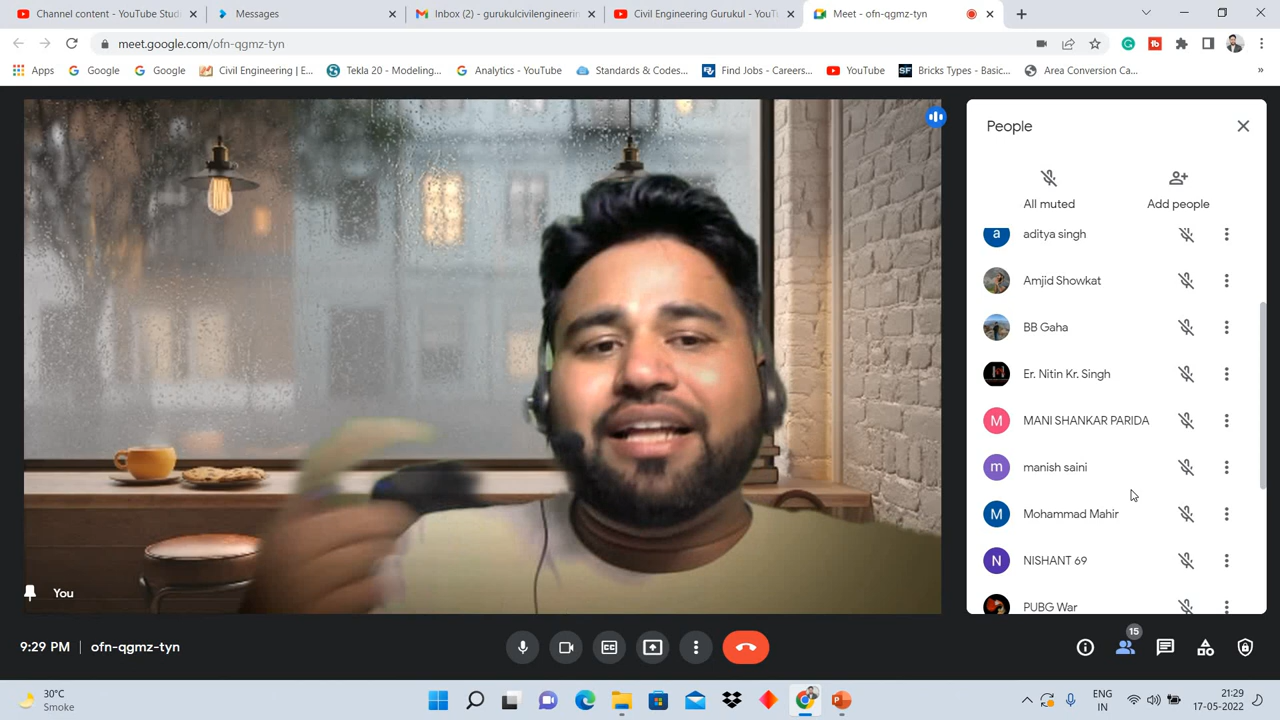 Channel content - YouTube Stud
Messages
Inbox (2) - gurukulcivilengineerin
Civil Engineering Gurukul - YouT
Meet - ofn-qgmz-tyn
meet.google.com/ofn-qgmz-tyn
Apps
Google
Google
Civil Engineering | E...
Tekla 20 - Modeling...
Analytics - YouTube
Standards & Codes...
Find Jobs - Careers...
YouTube
SF
Bricks Types - Basic...
Area Conversion Ca...
»
People
All muted
Add people
a
aditya singh
Amjid Showkat
BB Gaha
Er. Nitin Kr. Singh
M
MANI SHANKAR PARIDA
m
manish saini
M
Mohammad Mahir
N
NISHANT 69
PUBG War
You
9:29 PM | ofn-qgmz-tyn
CC
15
30°C
Smoke
ENG
IN
21:29
17-05-2022